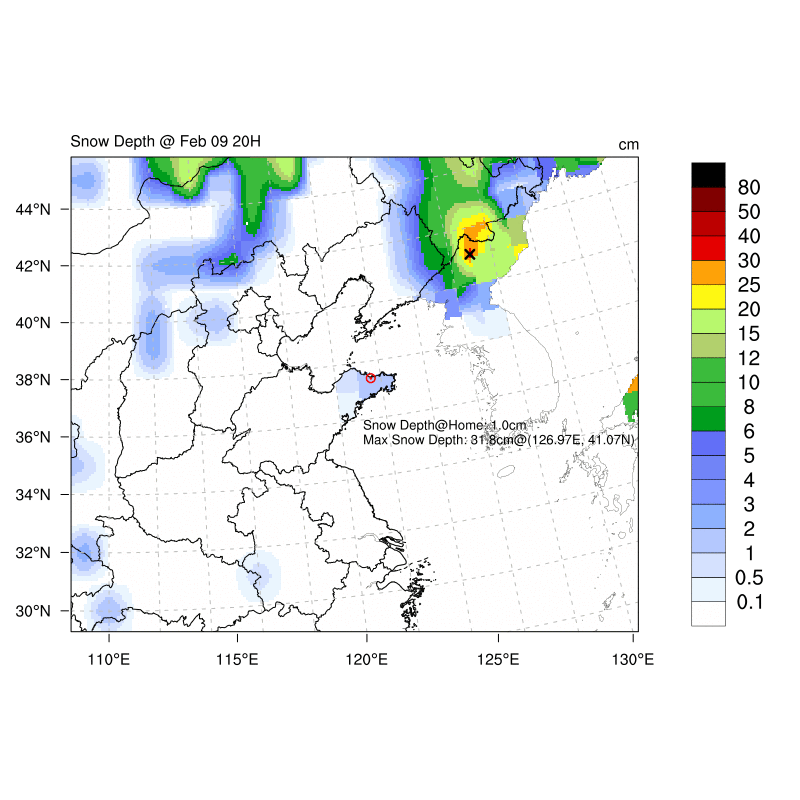 Snow Depth @ Feb 09 20H
cm
44°N
42°N
40°N
38°N
36°N
34°N
32°N
30°N
110°E
115°E
120°E
125°E
130°E
Snow Depth@Home: 1.0cm
Max Snow Depth: 31.8cm@(126.97E, 41.07N)
80
50
40
30
25
20
15
12
10
8
6
5
4
3
2
1
0.5
0.1